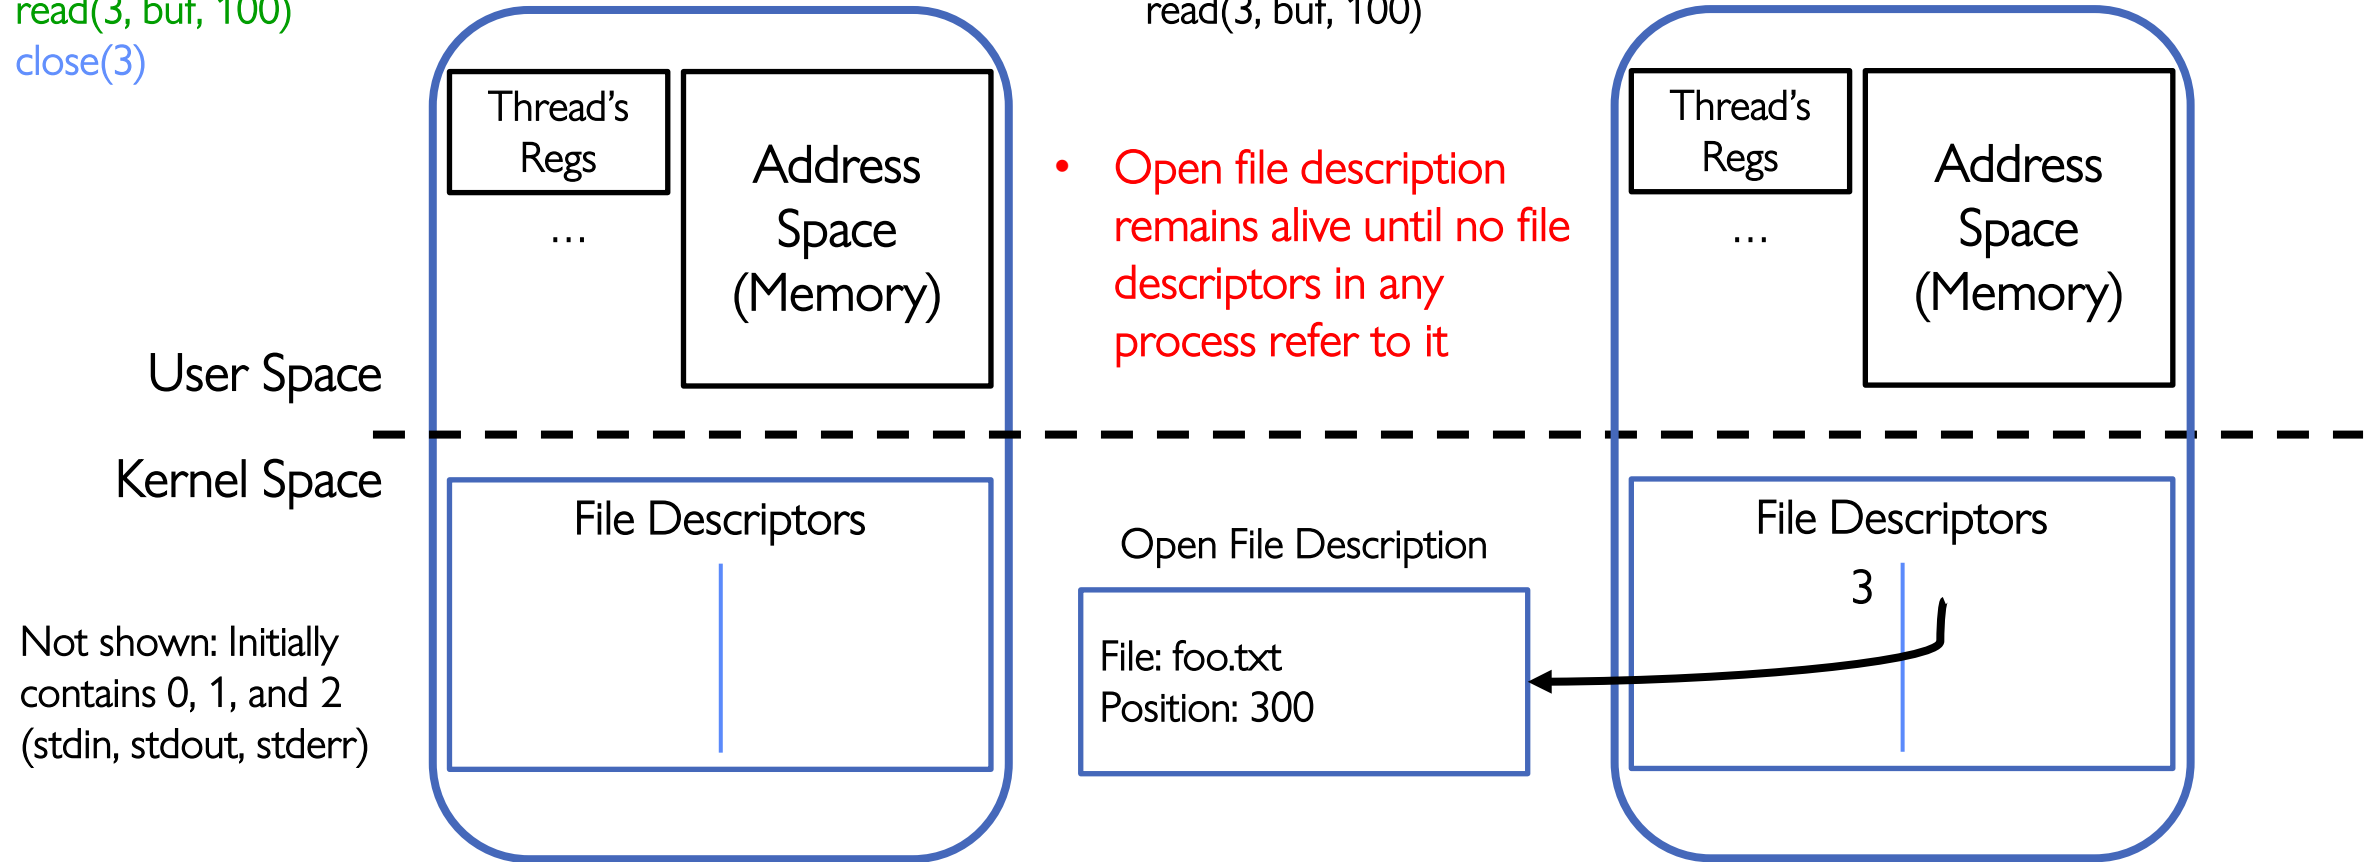 read(3, buf, 100)
close(3)
read(3, buf, 100)
Thread's
Regs
...
Address
Space
(Memory)
• Open file description
remains alive until no file
descriptors in any
process refer to it
Thread's
Regs
...
Address
Space
(Memory)
User Space
Kernel Space
File Descriptors
Not shown: Initially
contains 0, 1, and 2
(stdin, stdout, stderr)
Open File Description
File: foo.txt
Position: 300
File Descriptors
3